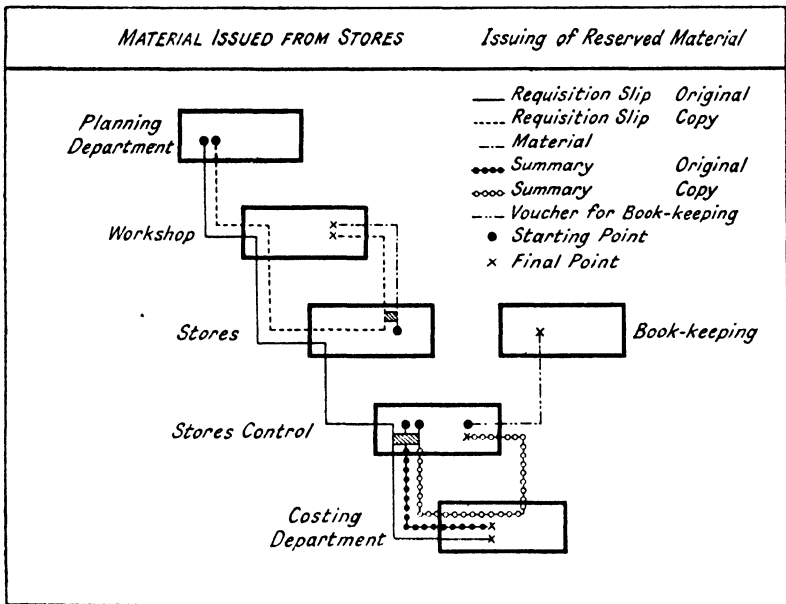 MATERIAL ISSUED FROM STORES Issuing of Reserved Material
Requisition Slip Original
Requisition Slip Copy
Material
Summary Original
Summary Copy
Voucher for Book-keeping
Starting Point
Final Point
Planning
Department
Workshop
Stores
Book-keeping
Stores Control
Costing
Department